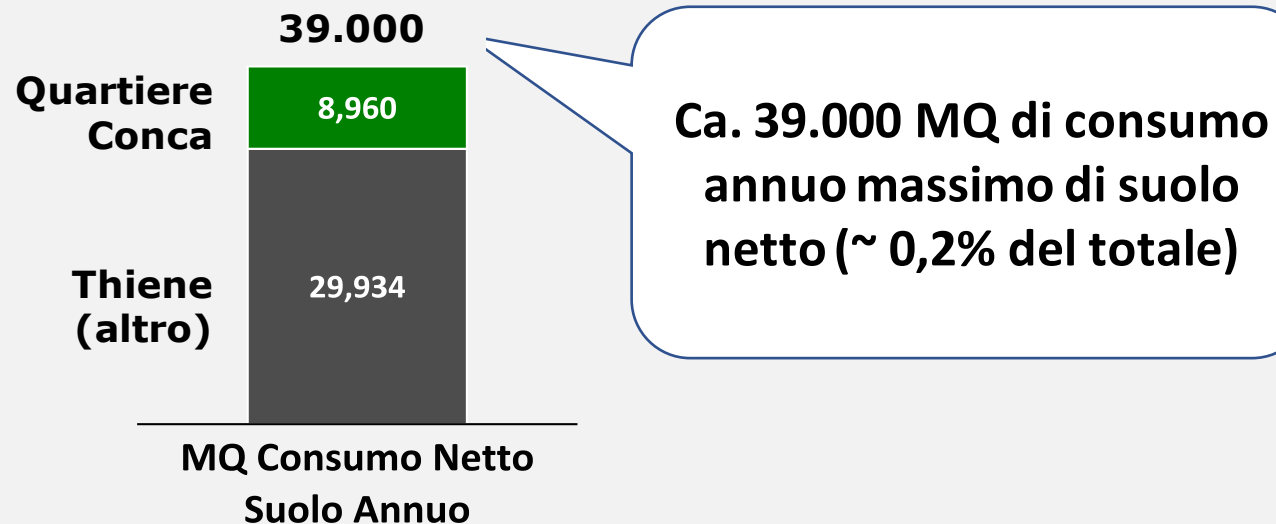 39.000
Quartiere
Conca
8,960
Thiene
(altro)
29,934
MQ Consumo Netto
Suolo Annuo
Ca. 39.000 MQ di consumo
annuo massimo di suolo
netto (~ 0,2% del totale)